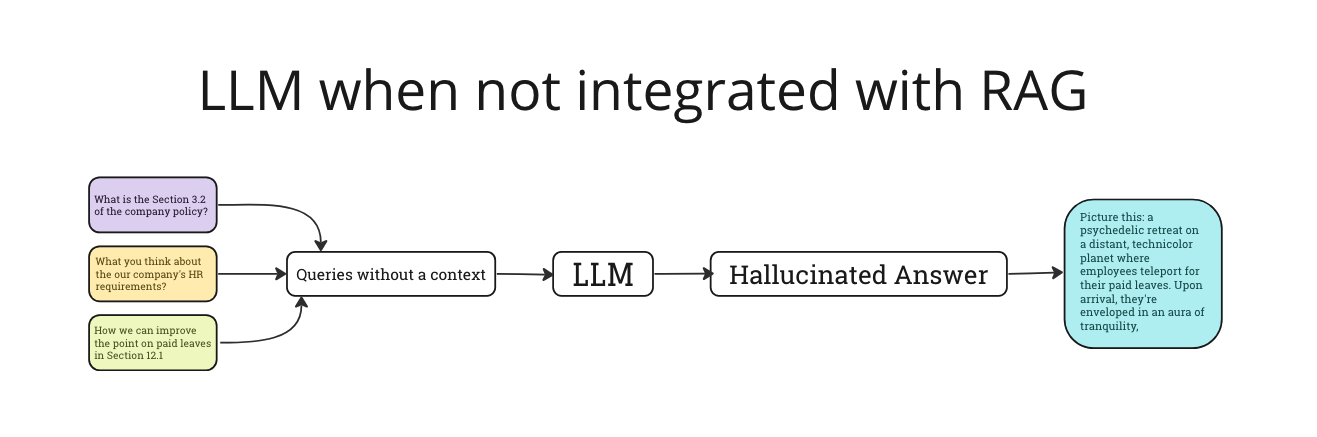 LLM when not integrated with RAG
What is the Section 3.2
of the company policy?
What you think about
the our company's HR
requirements?
How we can improve
the point on paid leaves
in Section 12.1
Queries without a context
LLM
Hallucinated Answer
Picture this: a
psychedelic retreat on
a distant, technicolor
planet where
employees teleport for
their paid leaves. Upon
arrival, they're
enveloped in an aura of
tranquility,